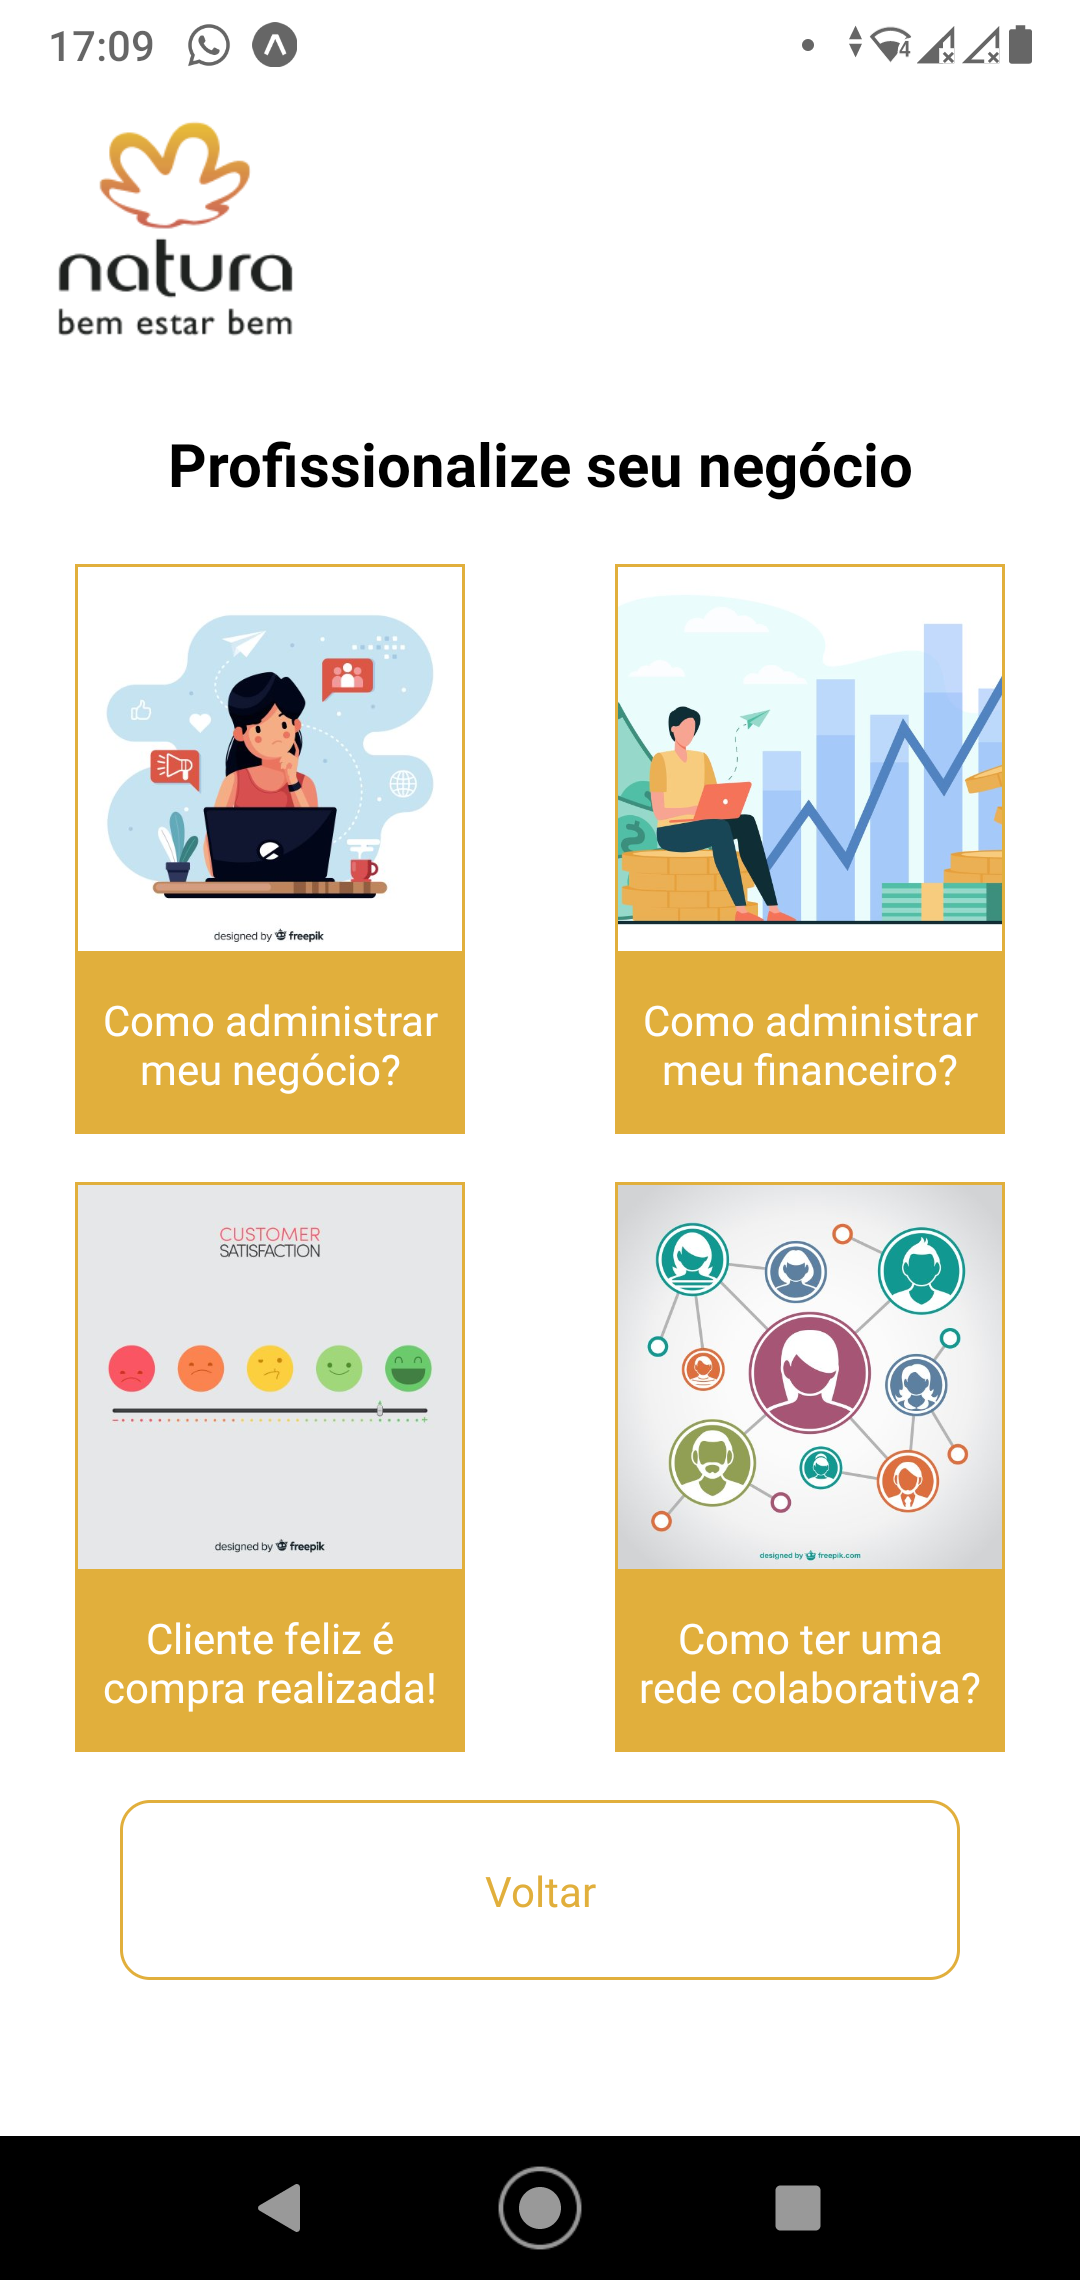 17:09
4
natura
bem estar bem
Profissionalize seu negócio
designed by freepik
Como administrar
meu negócio?
Como administrar
meu financeiro?
CUSTOMER
SATISFACTION
designed by freepik
Cliente feliz é
compra realizada!
designed by freepik.com
Como ter uma
rede colaborativa?
Voltar